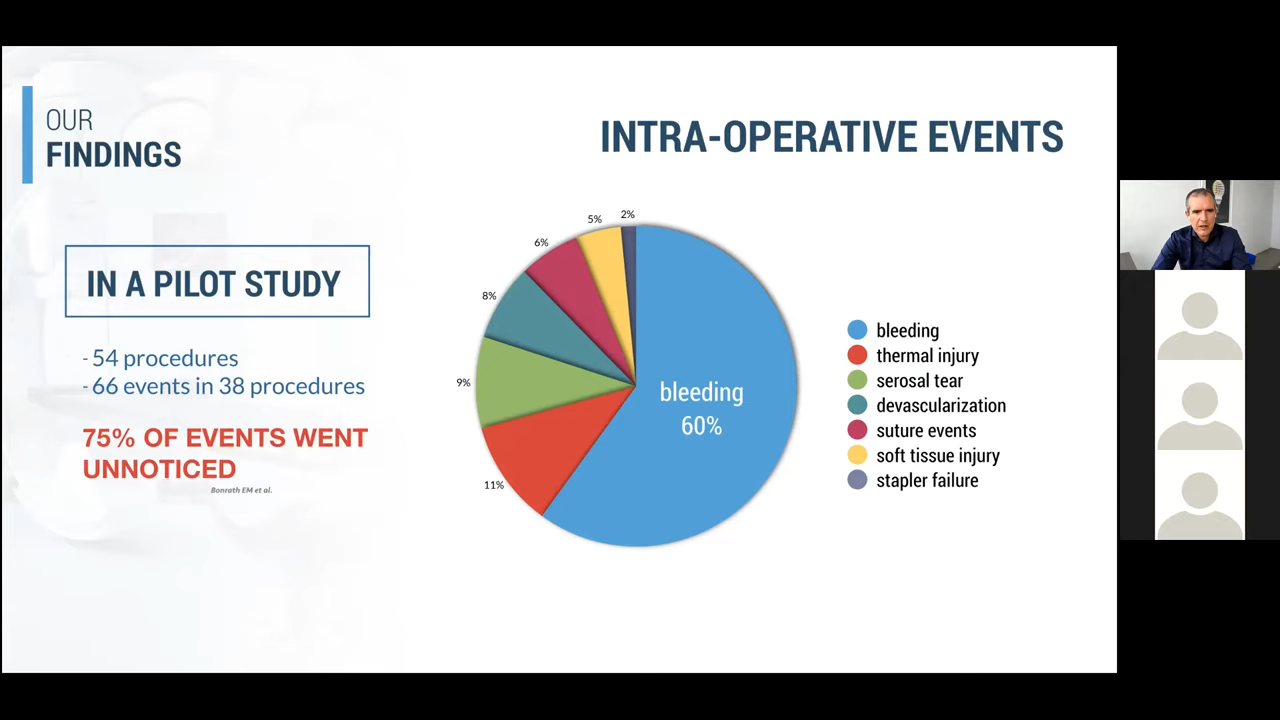 OUR
FINDINGS
INTRA-OPERATIVE EVENTS
IN A PILOT STUDY
- 54 procedures
- 66 events in 38 procedures
75% OF EVENTS WENT
UNNOTICED
Bonrath EM et al.
2%
5%
6%
8%
9%
11%
bleeding
60%
bleeding
thermal injury
serosal tear
devascularization
suture events
soft tissue injury
stapler failure